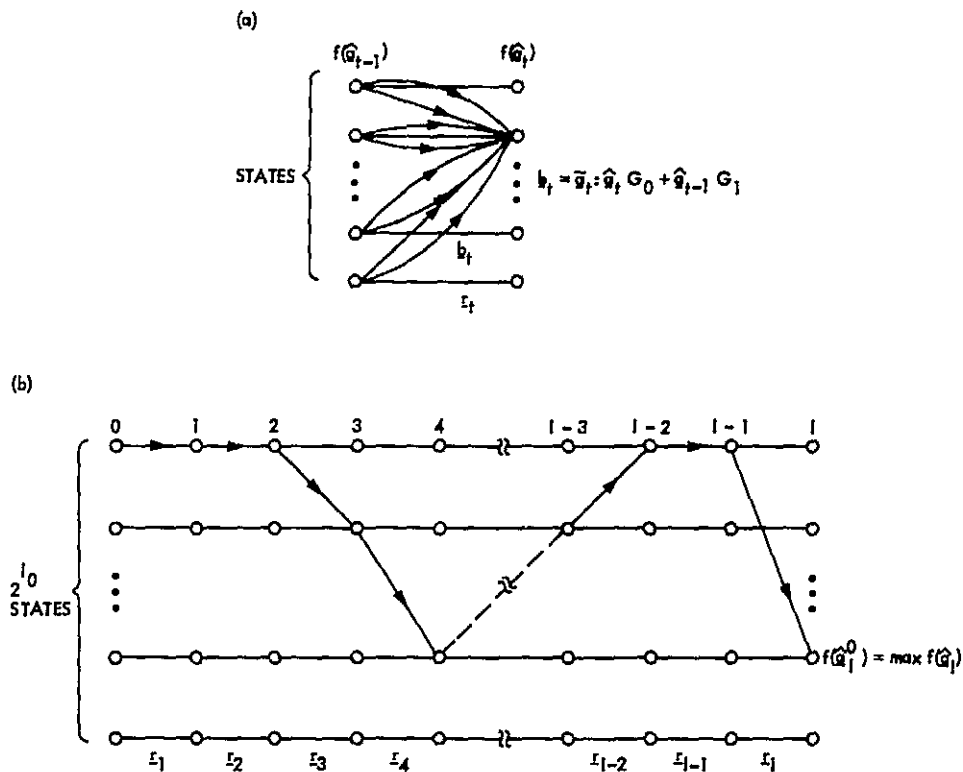 (a)
f(â_{t-1}) f(â_t)
STATES
b_t = ā_t : â_t G_0 + â_{t-1} G_1
b_t
r_t
(b)
0 1 2 3 4 l-3 l-2 l-1 l
2^{l_0}
STATES
f(â_l^0) = max f(â_l)
r_1 r_2 r_3 r_4 r_{l-2} r_{l-1} r_l